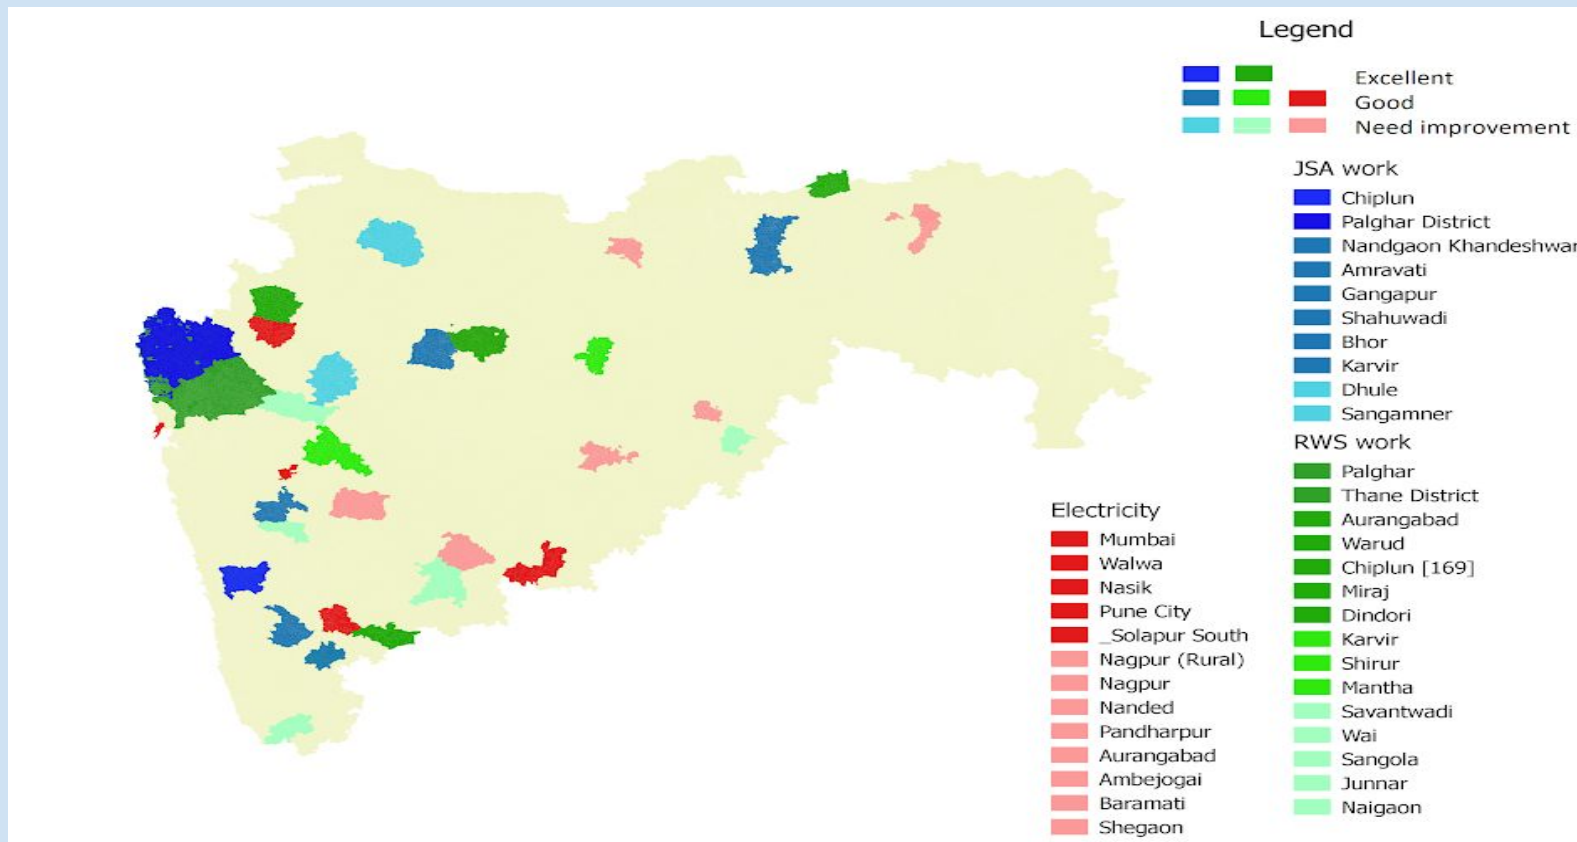 Legend
Excellent
Good
Need improvement
JSA work
Chiplun
Palghar District
Nandgaon Khandeshwar
Amravati
Gangapur
Shahuwadi
Bhor
Karvir
Dhule
Sangamner
RWS work
Palghar
Thane District
Aurangabad
Warud
Chiplun [169]
Miraj
Dindori
Karvir
Shirur
Mantha
Savantwadi
Wai
Sangola
Junnar
Naigaon
Electricity
Mumbai
Walwa
Nasik
Pune City
_Solapur South
Nagpur (Rural)
Nagpur
Nanded
Pandharpur
Aurangabad
Ambejogai
Baramati
Shegaon